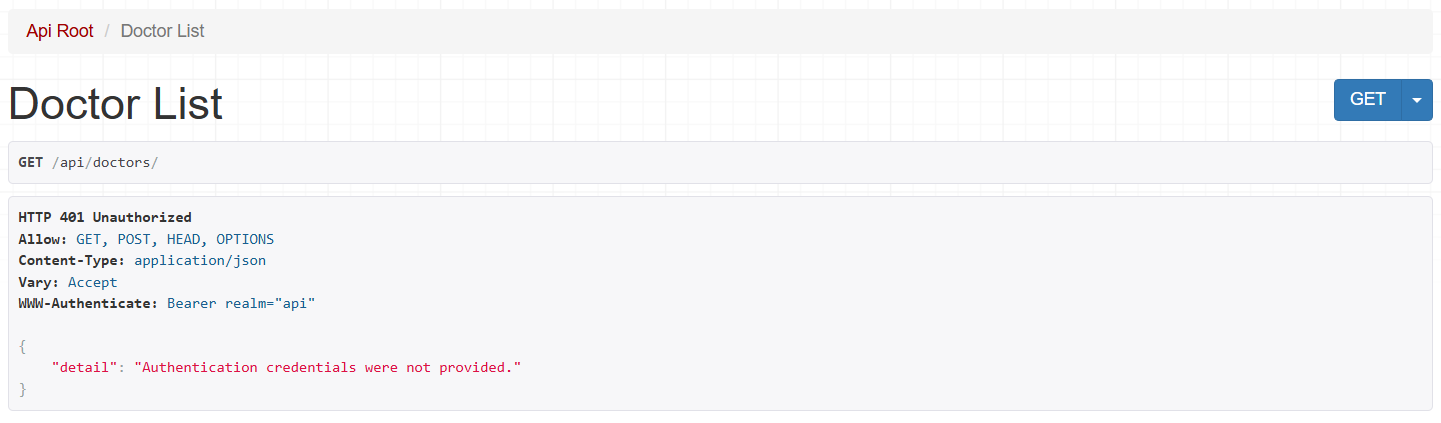 Api Root / Doctor List
Doctor List
GET
GET /api/doctors/
HTTP 401 Unauthorized
Allow: GET, POST, HEAD, OPTIONS
Content-Type: application/json
Vary: Accept
WWW-Authenticate: Bearer realm="api"
{
    "detail": "Authentication credentials were not provided."
}